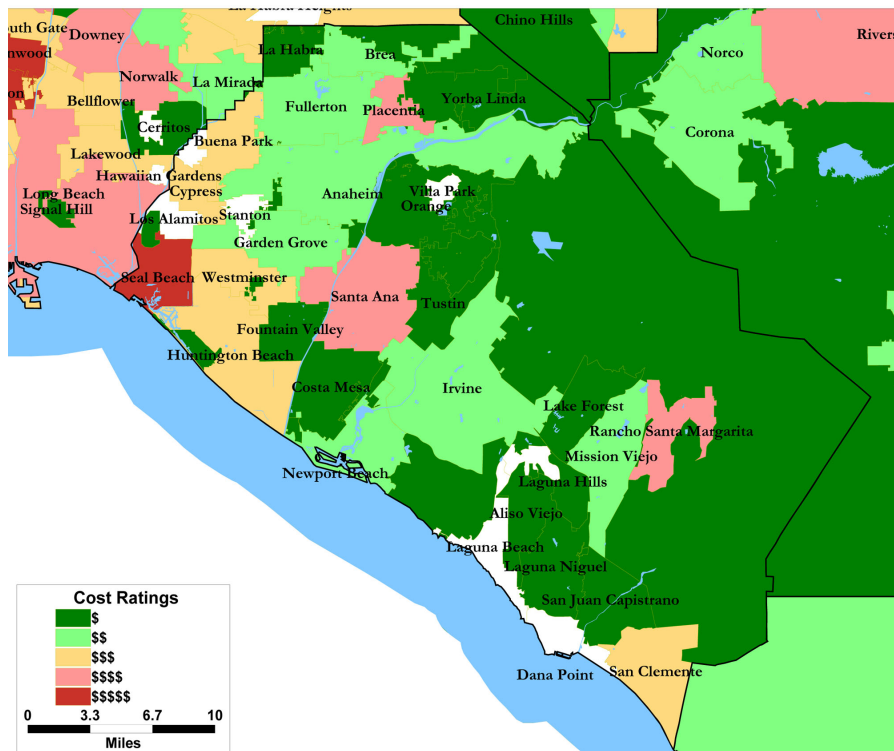 La Habra Heights
South Gate
Downey
Chino Hills
Rivers
La Habra
Brea
Norco
Norwalk
La Mirada
Bellflower
Fullerton
Placentia
Yorba Linda
Cerritos
Corona
Buena Park
Lakewood
Hawaiian Gardens
Cypress
Long Beach
Signal Hill
Anaheim
Villa Park
Orange
Los Alamitos
Stanton
Garden Grove
Seal Beach
Westminster
Santa Ana
Tustin
Fountain Valley
Huntington Beach
Costa Mesa
Irvine
Lake Forest
Rancho Santa Margarita
Mission Viejo
Newport Beach
Laguna Hills
Aliso Viejo
Laguna Beach
Laguna Niguel
San Juan Capistrano
Dana Point
San Clemente
Cost Ratings
$
$$
$$$
$$$$
$$$$$
0 3.3 6.7 10
Miles